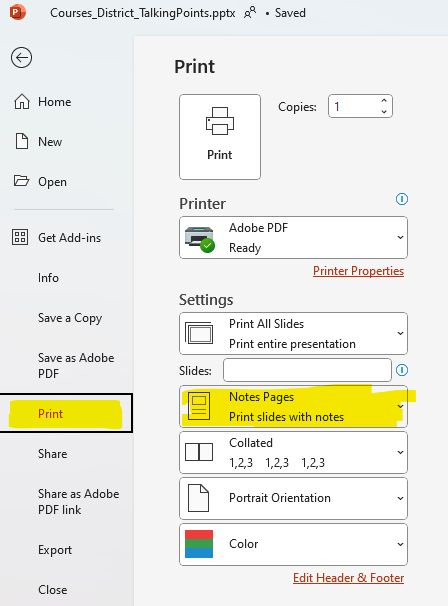 Courses_District_TalkingPoints.pptx • Saved
Home
New
Open
Get Add-ins
Info
Save a Copy
Save as Adobe
PDF
Print
Share
Share as Adobe
PDF link
Export
Close
Print
Print
Copies: 1
Printer
Adobe PDF
Ready
Printer Properties
Settings
Print All Slides
Print entire presentation
Slides:
Notes Pages
Print slides with notes
Collated
1,2,3 1,2,3 1,2,3
Portrait Orientation
Color
Edit Header & Footer